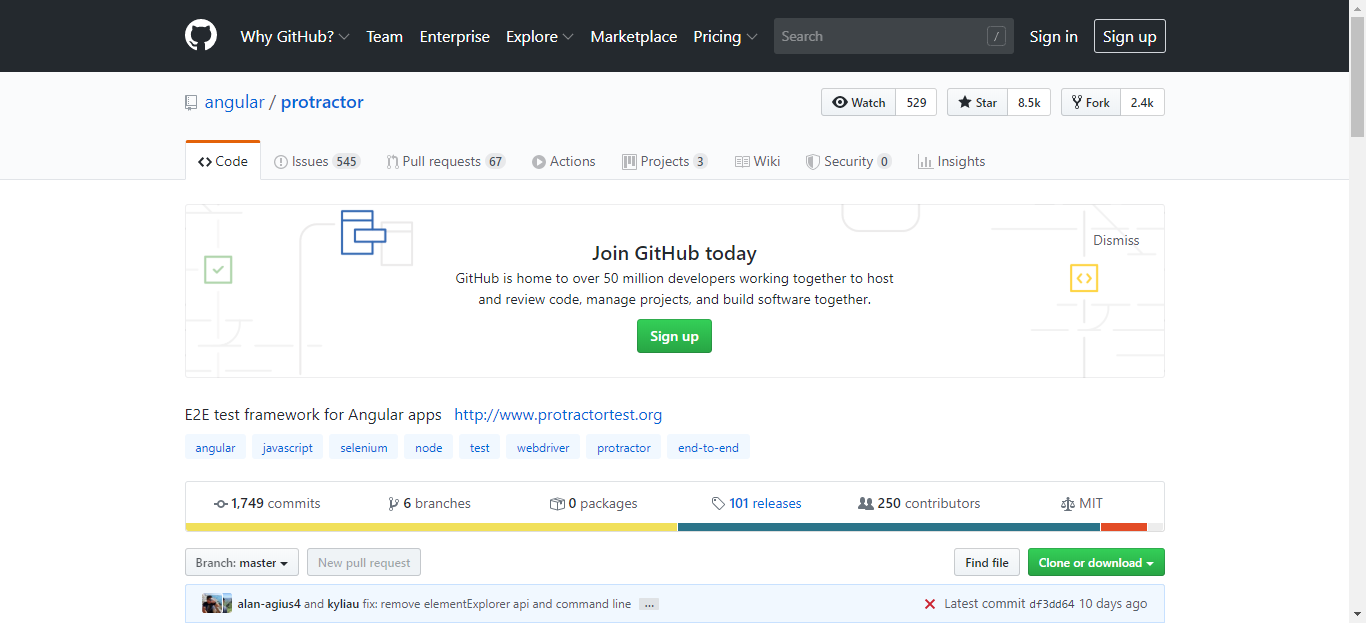 Why GitHub? Team Enterprise Explore Marketplace Pricing Search / Sign in Sign up
angular / protractor Watch 529 Star 8.5k Fork 2.4k
Code Issues 545 Pull requests 67 Actions Projects 3 Wiki Security 0 Insights
Dismiss
Join GitHub today
GitHub is home to over 50 million developers working together to host
and review code, manage projects, and build software together.
Sign up
E2E test framework for Angular apps http://www.protractortest.org
angular javascript selenium node test webdriver protractor end-to-end
1,749 commits 6 branches 0 packages 101 releases 250 contributors MIT
Branch: master New pull request Find file Clone or download
alan-agius4 and kyliau fix: remove elementExplorer api and command line ... Latest commit df3dd64 10 days ago